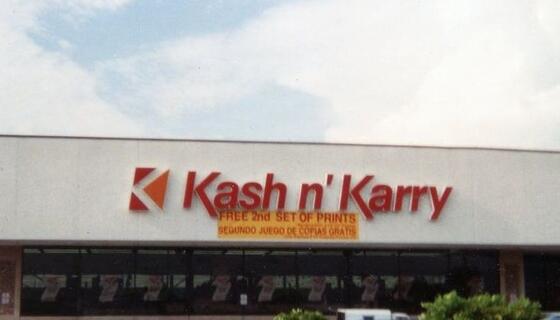 Kash n' Karry
FREE 2nd SET OF PRINTS
SEGUNDO JUEGO DE COPIAS GRATIS